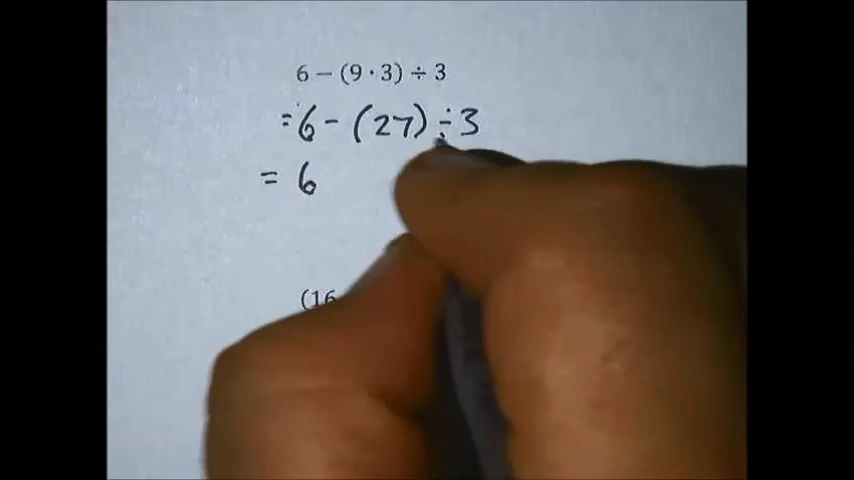 6 − (9 · 3) ÷ 3
= 6 − (27) ÷ 3
= 6
(16